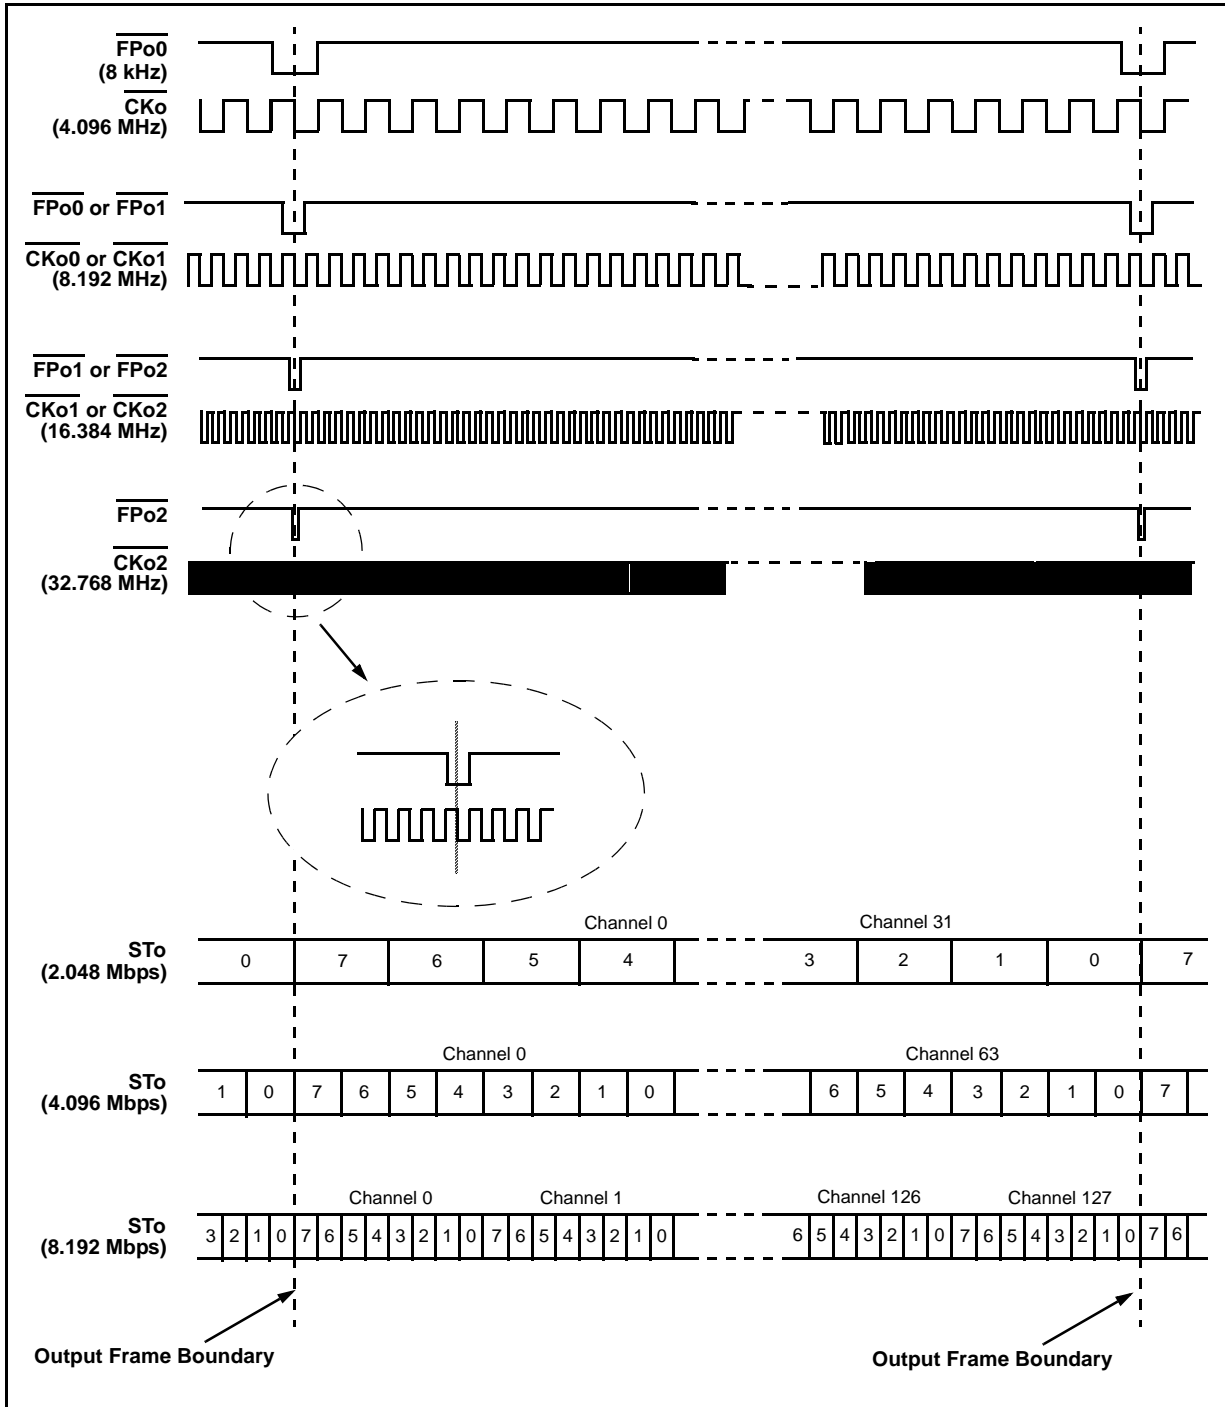 FPo0
(8 kHz)
CKo
(4.096 MHz)
FPo0 or FPo1
CKo0 or CKo1
(8.192 MHz)
FPo1 or FPo2
CKo1 or CKo2
(16.384 MHz)
FPo2
CKo2
(32.768 MHz)
Channel 0 Channel 31
STo
(2.048 Mbps)
0 7 6 5 4 3 2 1 0 7
Channel 0 Channel 63
STo
(4.096 Mbps)
1 0 7 6 5 4 3 2 1 0 6 5 4 3 2 1 0 7
Channel 0 Channel 1 Channel 126 Channel 127
STo
(8.192 Mbps)
3 2 1 0 7 6 5 4 3 2 1 0 7 6 5 4 3 2 1 0 6 5 4 3 2 1 0 7 6 5 4 3 2 1 0 7 6
Output Frame Boundary
Output Frame Boundary